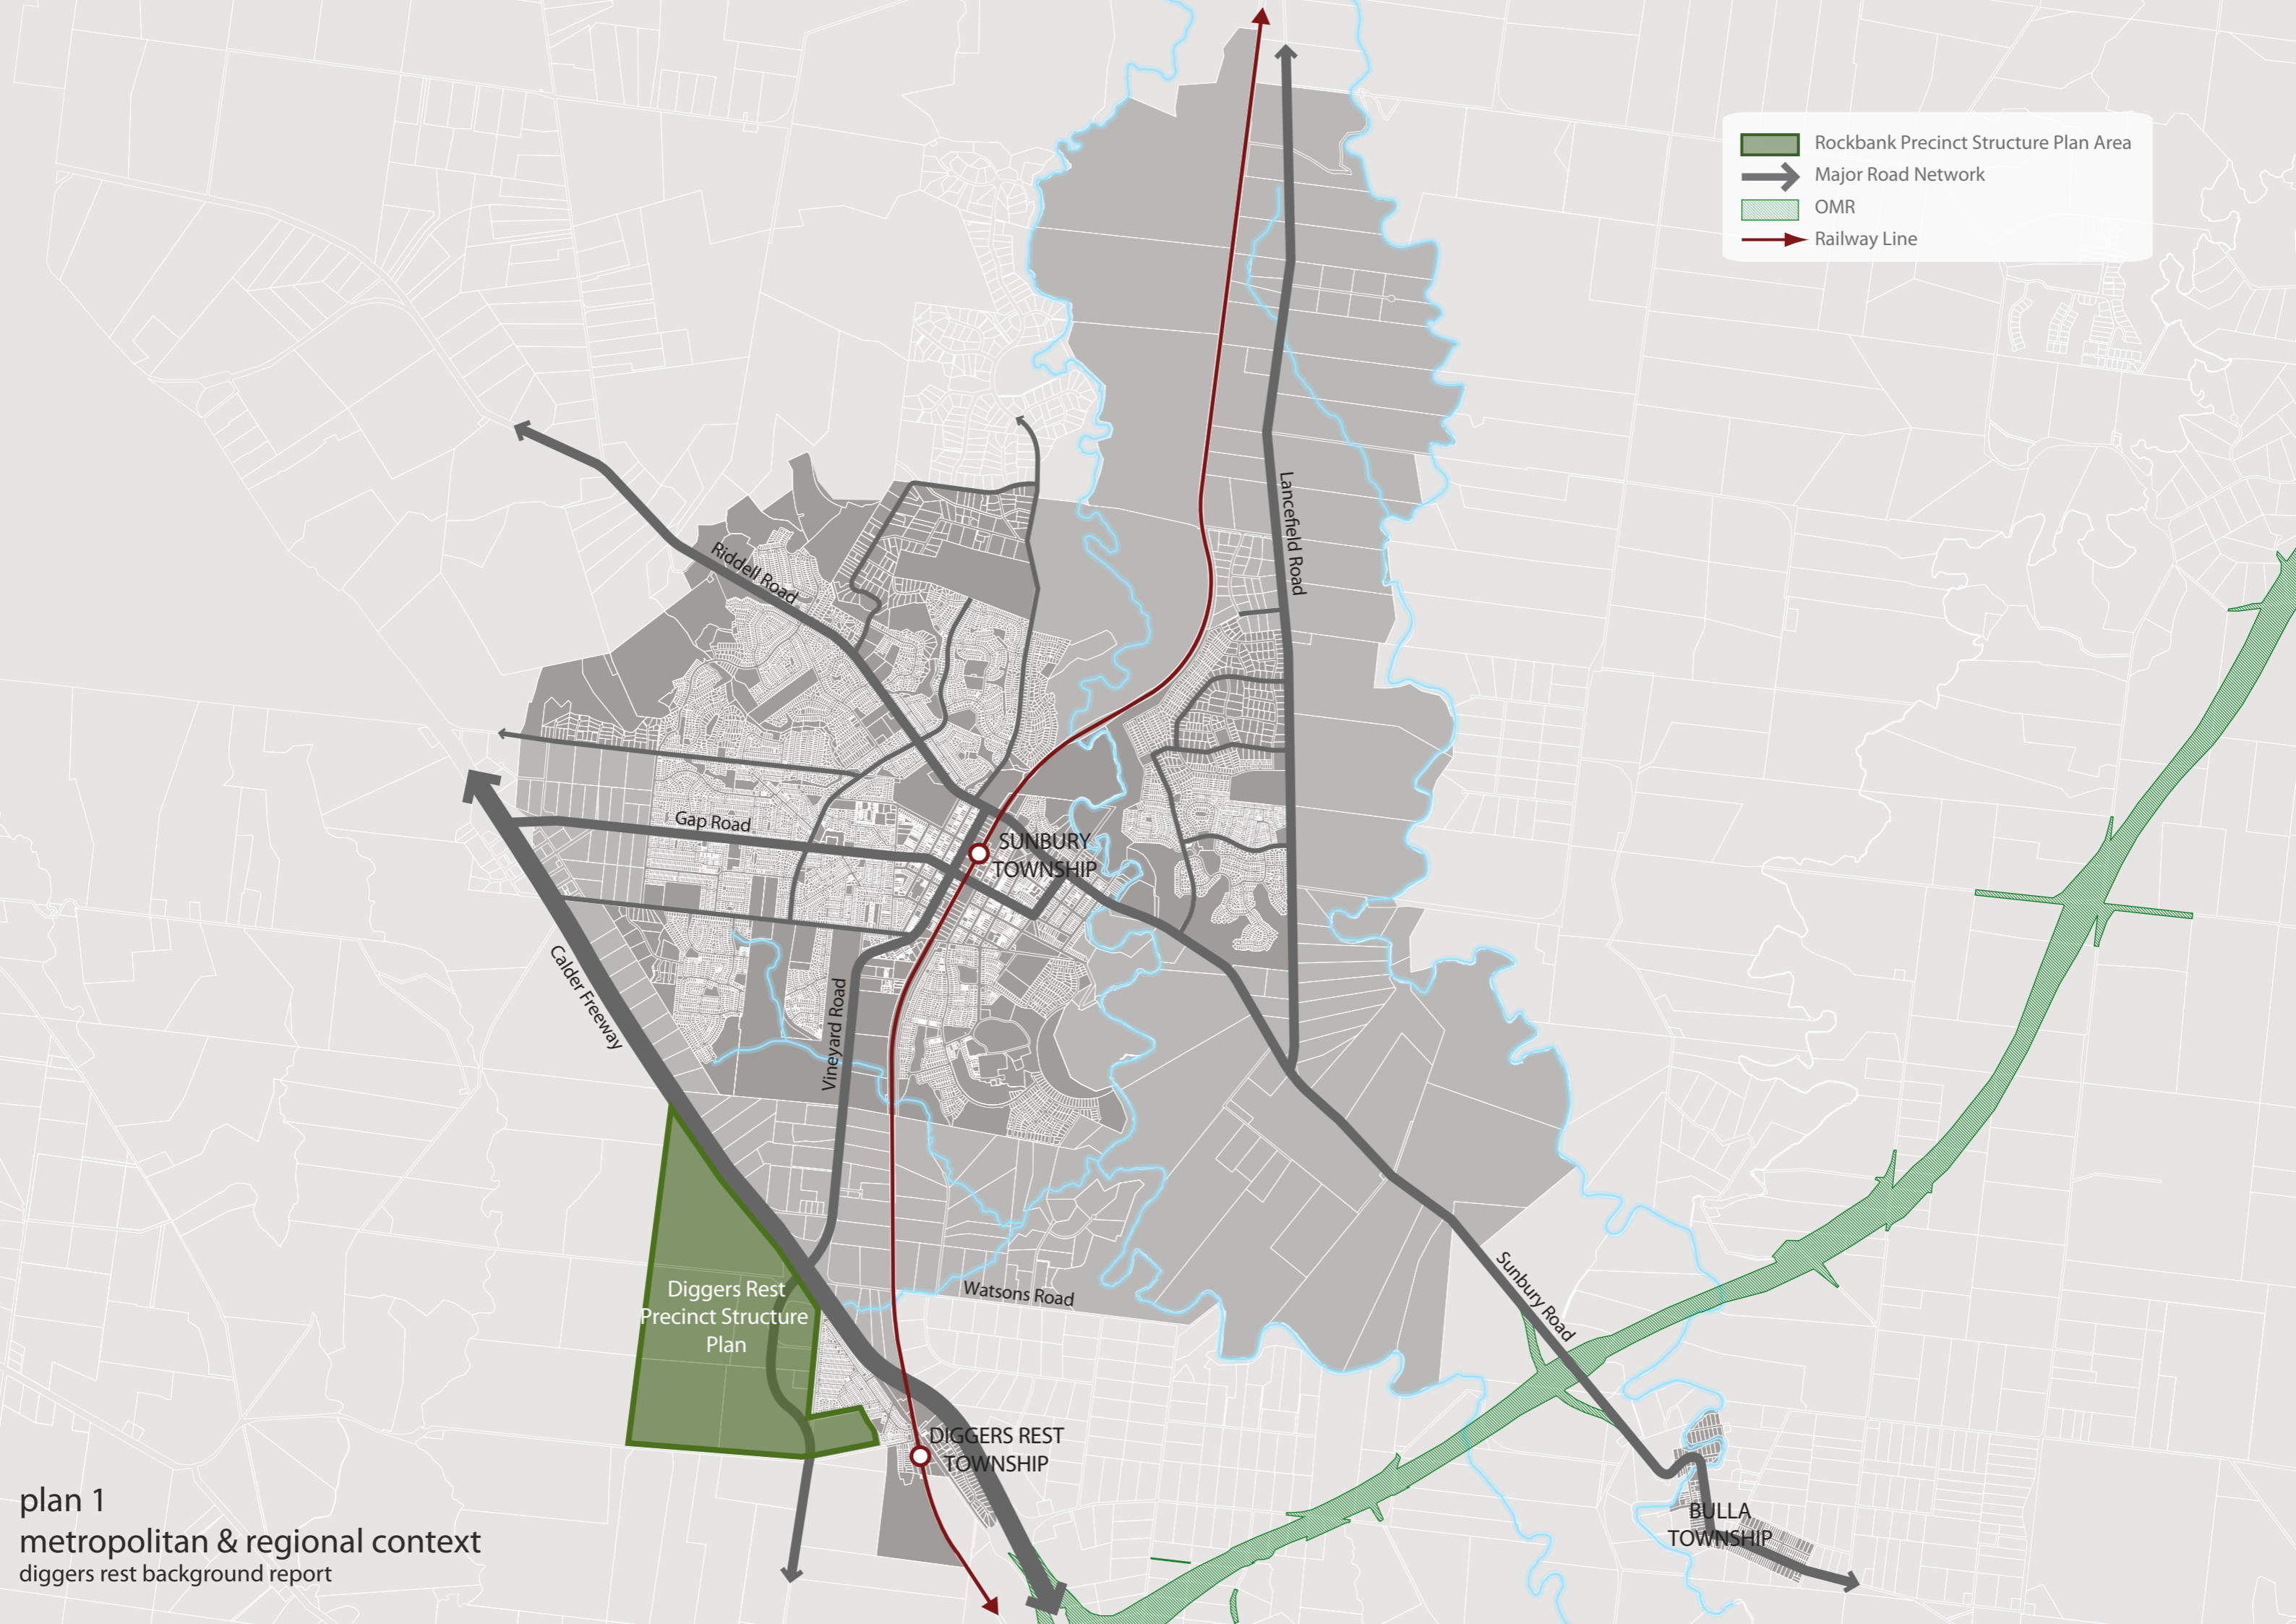 Rockbank Precinct Structure Plan Area
Major Road Network
OMR
Railway Line
Lancefield Road
Riddell Road
Gap Road
SUNBURY
TOWNSHIP
Calder Freeway
Vineyard Road
Watsons Road
Sunbury Road
Diggers Rest
Precinct Structure
Plan
DIGGERS REST
TOWNSHIP
BULLA
TOWNSHIP
plan 1
metropolitan & regional context
diggers rest background report